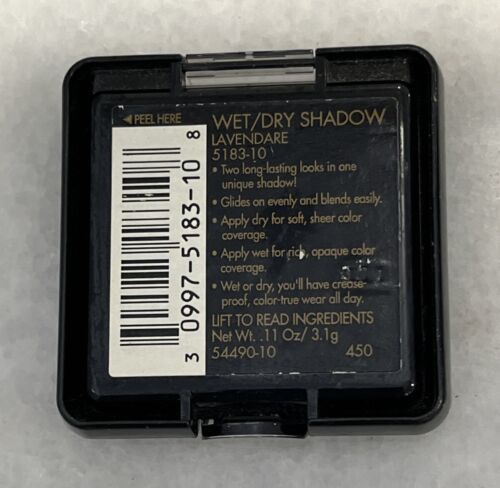 ◀ PEEL HERE
WET/DRY SHADOW
LAVENDARE
5183-10
• Two long-lasting looks in one
unique shadow!
• Glides on evenly and blends easily.
• Apply dry for soft, sheer color
coverage.
• Apply wet for rich, opaque color
coverage.
• Wet or dry, you'll have crease-
proof, color-true wear all day.
LIFT TO READ INGREDIENTS
Net Wt. .11 Oz/ 3.1g
54490-10 450
3 0997-5183-10 8